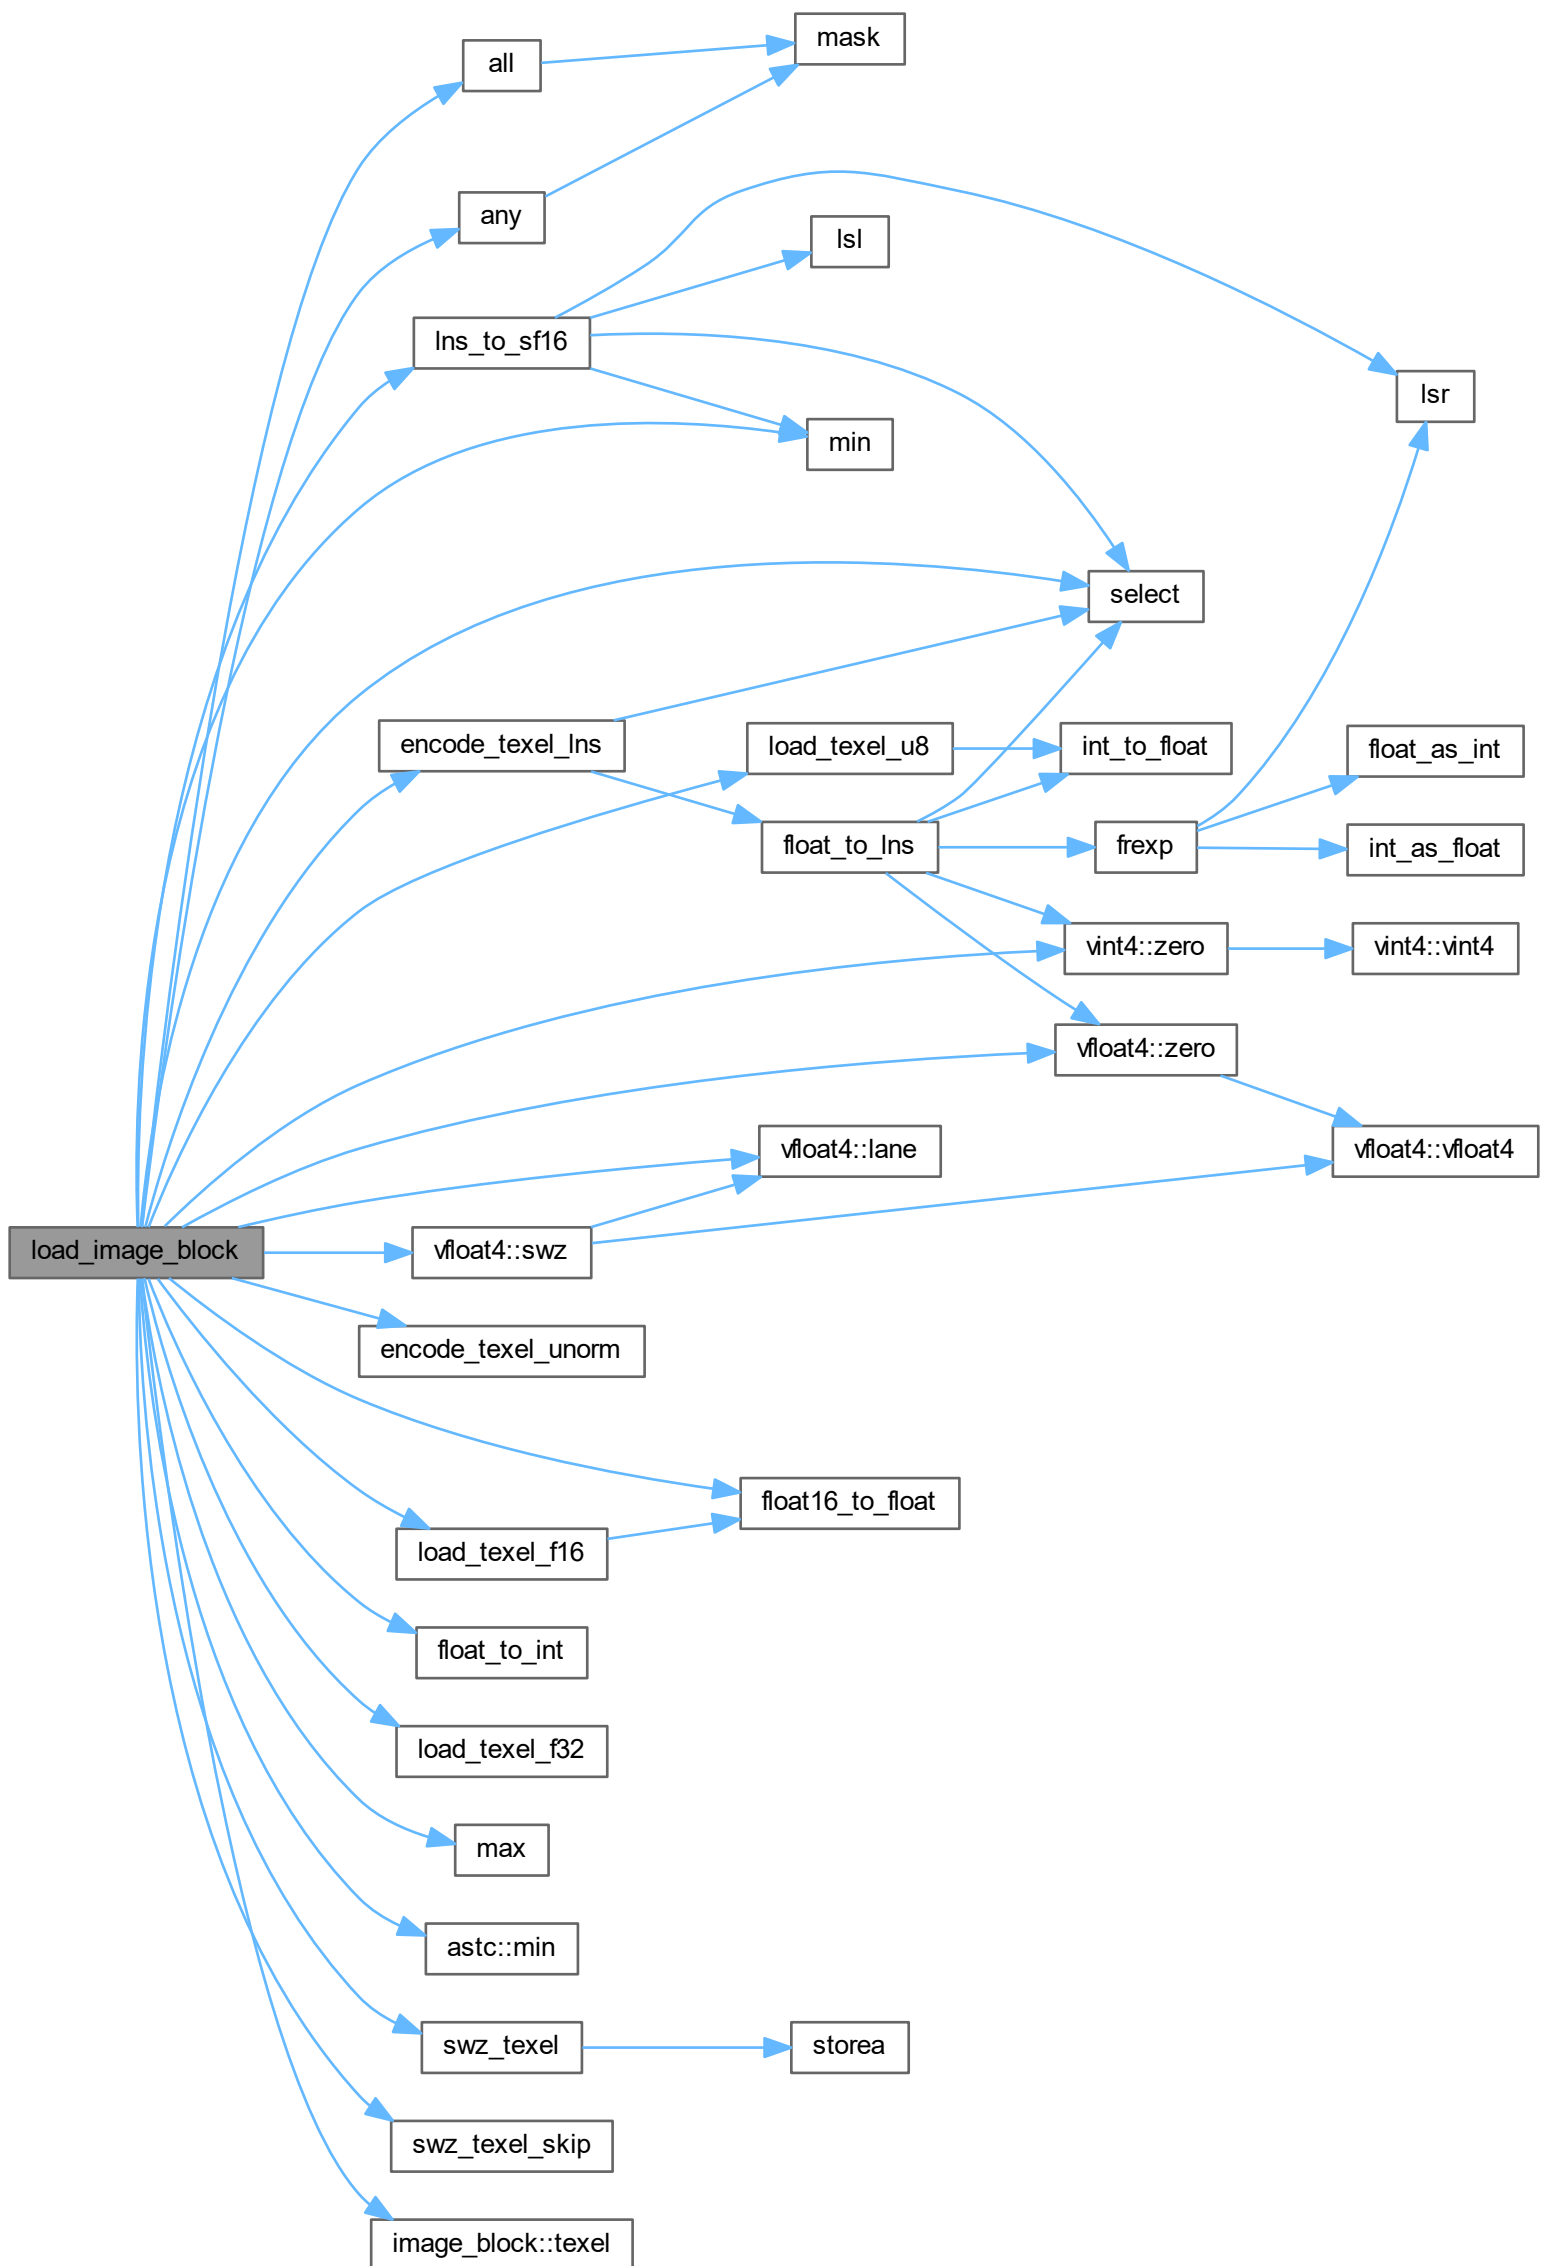 mask
all
any
lsl
lns_to_sf16
lsr
min
select
encode_texel_lns
load_texel_u8
int_to_float
float_as_int
float_to_lns
frexp
int_as_float
vint4::zero
vint4::vint4
vfloat4::zero
vfloat4::lane
vfloat4::vfloat4
load_image_block
vfloat4::swz
encode_texel_unorm
float16_to_float
load_texel_f16
float_to_int
load_texel_f32
max
astc::min
swz_texel
storea
swz_texel_skip
image_block::texel